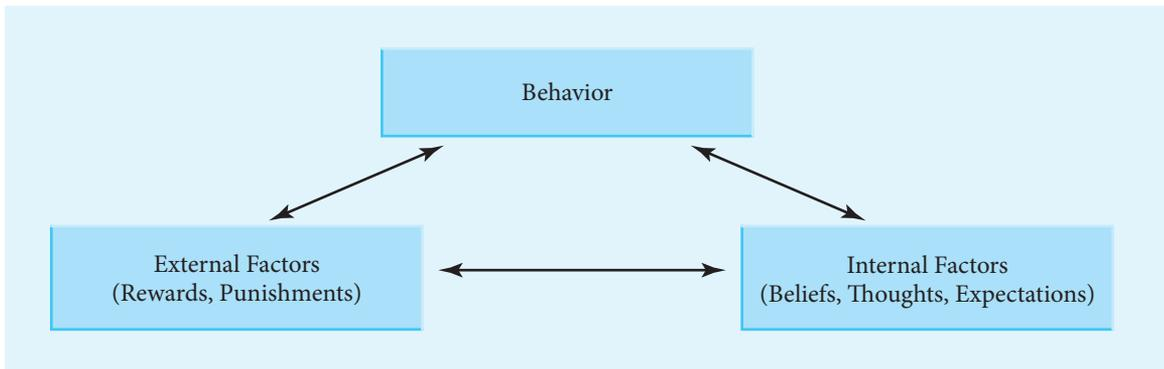 Behavior
External Factors
(Rewards, Punishments)
Internal Factors
(Beliefs, Thoughts, Expectations)